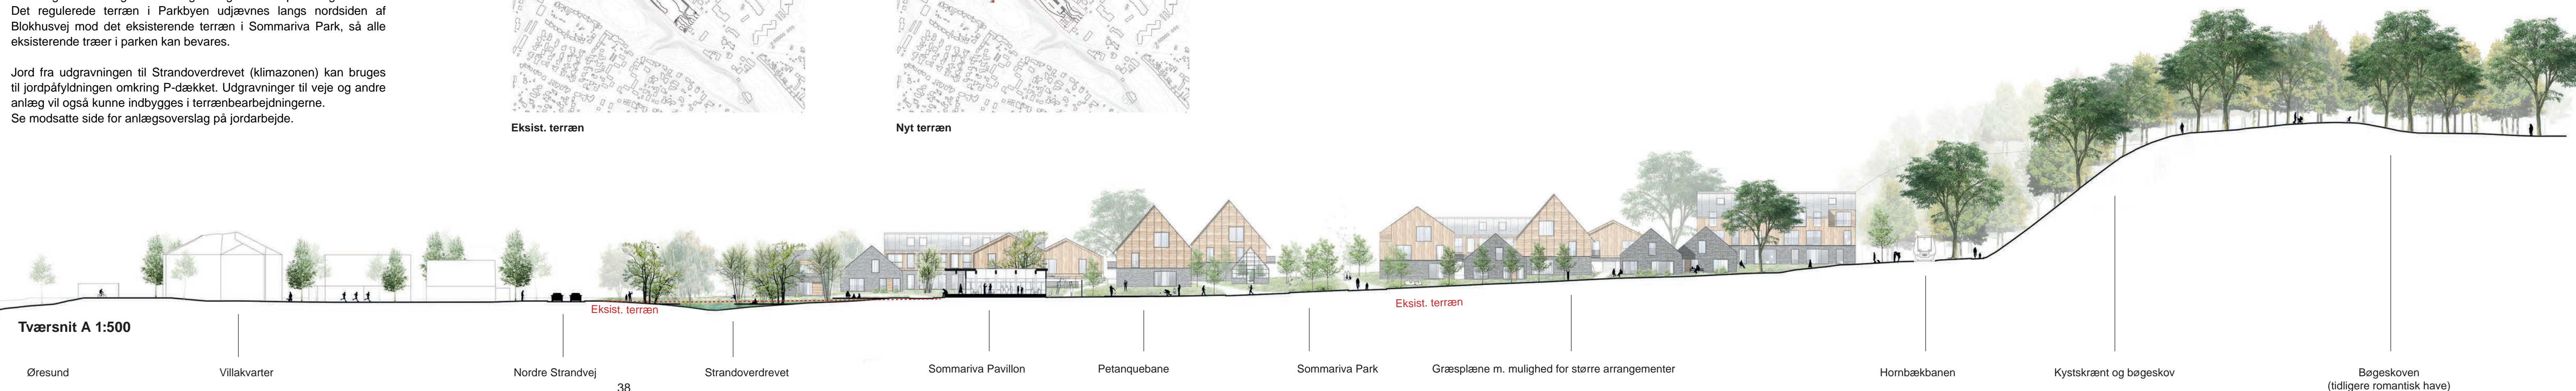 Det regulerede terræn i Parkbyen udjævnes langs nordsiden af
Blokhusvej mod det eksisterende terræn i Sommariva Park, så alle
eksisterende træer i parken kan bevares.
Jord fra udgravningen til Strandoverdrevet (klimazonen) kan bruges
til jordpåfyldningen omkring P-dækket. Udgravninger til veje og andre
anlæg vil også kunne indbygges i terrænbearbejdningerne.
Se modsatte side for anlægsoverslag på jordarbejde.
Eksist. terræn
Nyt terræn
Eksist. terræn
Eksist. terræn
Tværsnit A 1:500
Øresund
Villakvarter
Nordre Strandvej
Strandoverdrevet
Sommariva Pavillon
Petanquebane
Sommariva Park
Græsplæne m. mulighed for større arrangementer
Hornbækbanen
Kystskrænt og bøgeskov
Bøgeskoven
(tidligere romantisk have)
38